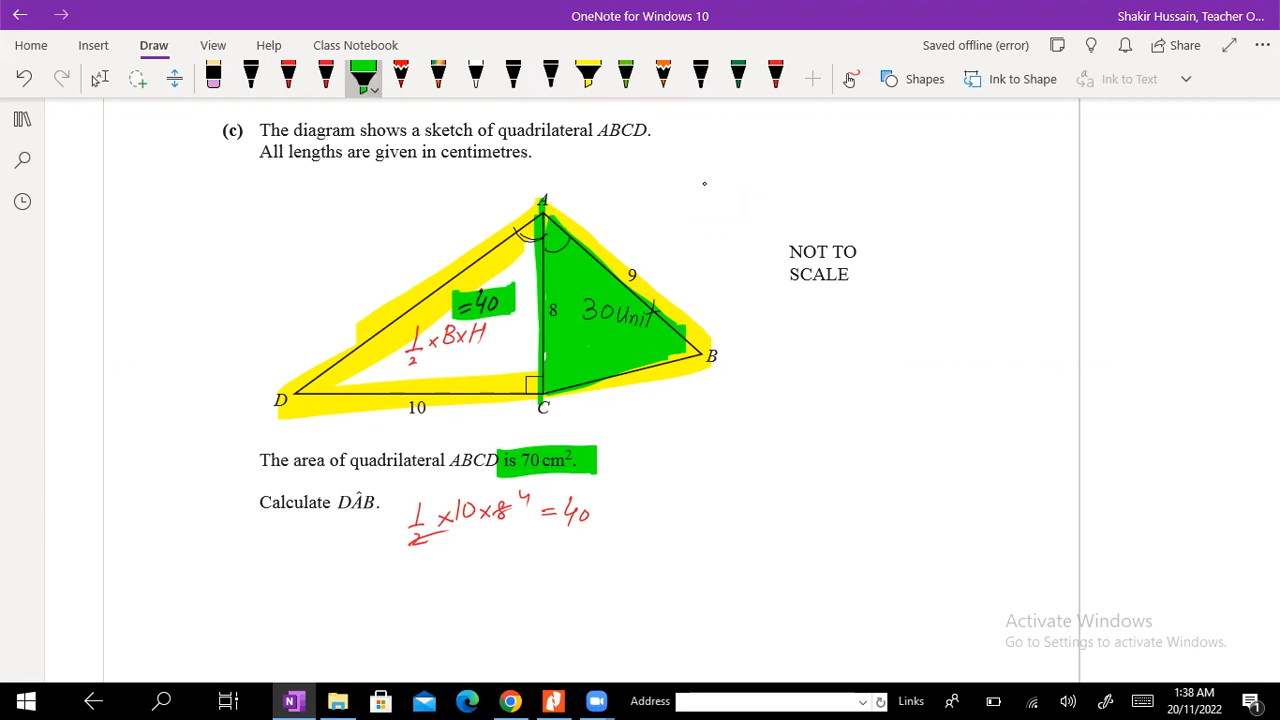 OneNote for Windows 10
Shakir Hussain, Teacher O...
Home Insert Draw View Help Class Notebook
Saved offline (error) Share
Shapes Ink to Shape Ink to Text
(c) The diagram shows a sketch of quadrilateral ABCD.
All lengths are given in centimetres.
A
NOT TO
SCALE
9
=40
8
30 Unit
1/2 × B×H
B
D
10
C
The area of quadrilateral ABCD is 70 cm².
Calculate DÂB.
1/2 ×10×8 4 = 40
Activate Windows
Go to Settings to activate Windows.
Address
Links
1:38 AM
20/11/2022